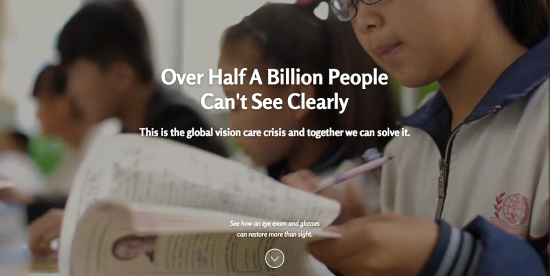 Over Half A Billion People
Can't See Clearly
This is the global vision care crisis and together we can solve it.
See how an eye exam and glasses
can restore more than sight.